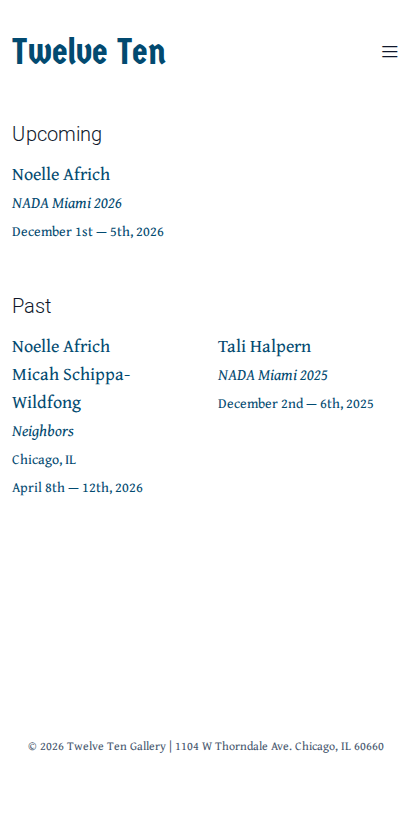 Twelve Ten
Upcoming
Noelle Africh
NADA Miami 2026
December 1st — 5th, 2026
Past
Noelle Africh
Micah Schippa-
Wildfong
Neighbors
Chicago, IL
April 8th — 12th, 2026
Tali Halpern
NADA Miami 2025
December 2nd — 6th, 2025
© 2026 Twelve Ten Gallery | 1104 W Thorndale Ave. Chicago, IL 60660